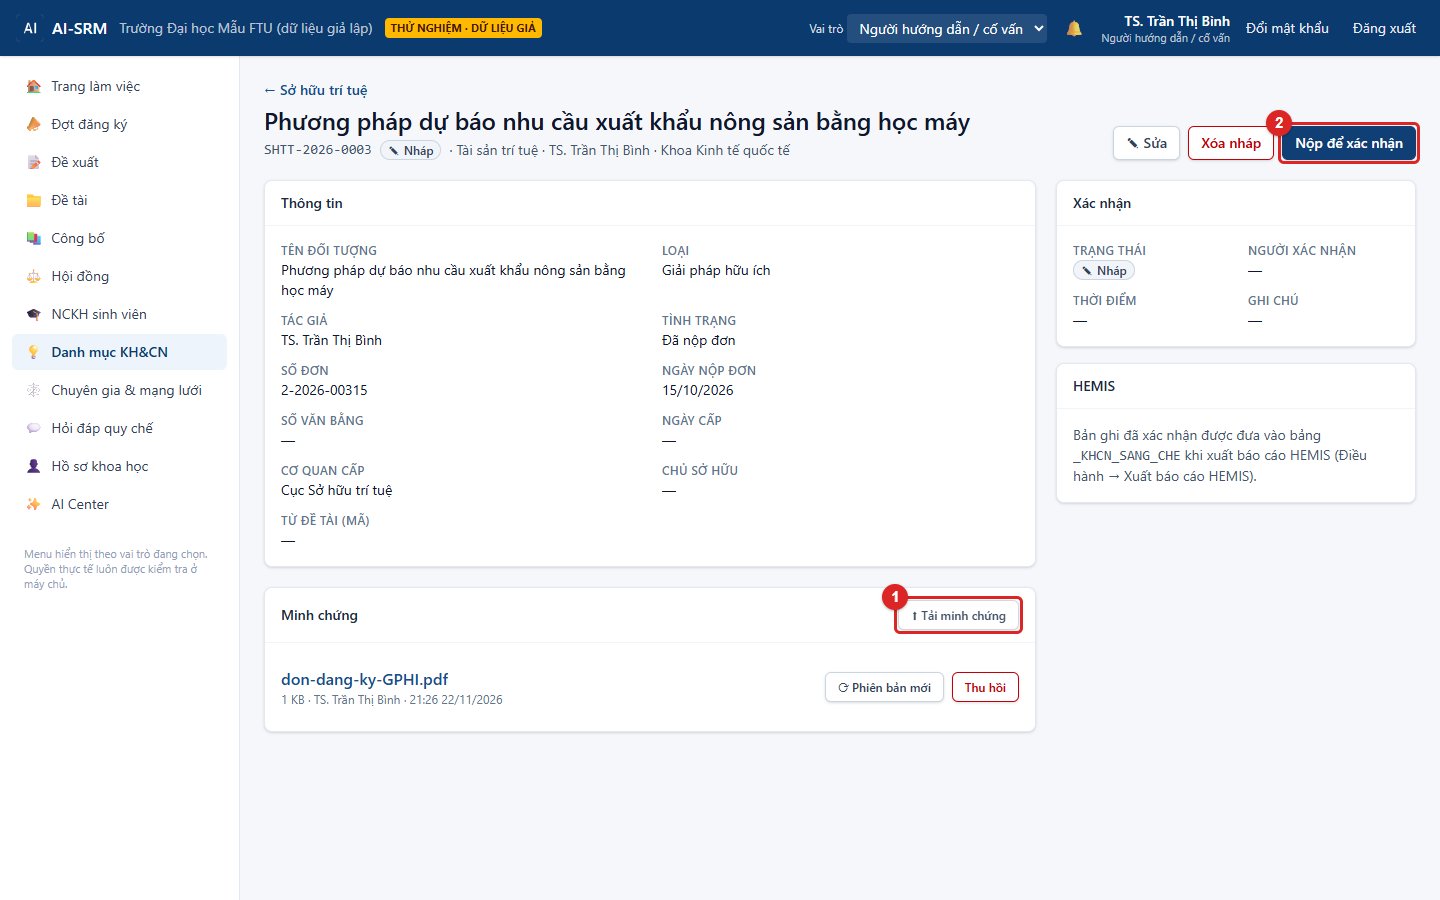 AI AI-SRM Trường Đại học Mẫu FTU (dữ liệu giả lập) THỬ NGHIỆM · DỮ LIỆU GIẢ
Vai trò Người hướng dẫn / cố vấn
TS. Trần Thị Bình
Người hướng dẫn / cố vấn
Đổi mật khẩu
Đăng xuất
Trang làm việc
Đợt đăng ký
Đề xuất
Đề tài
Công bố
Hội đồng
NCKH sinh viên
Danh mục KH&CN
Chuyên gia & mạng lưới
Hỏi đáp quy chế
Hồ sơ khoa học
AI Center
Menu hiển thị theo vai trò đang chọn.
Quyền thực tế luôn được kiểm tra ở
máy chủ.
← Sở hữu trí tuệ
Phương pháp dự báo nhu cầu xuất khẩu nông sản bằng học máy
SHTT-2026-0003 Nháp · Tài sản trí tuệ · TS. Trần Thị Bình · Khoa Kinh tế quốc tế
Sửa
Xóa nháp
2
Nộp để xác nhận
Thông tin
TÊN ĐỐI TƯỢNG
Phương pháp dự báo nhu cầu xuất khẩu nông sản bằng
học máy
LOẠI
Giải pháp hữu ích
TÁC GIẢ
TS. Trần Thị Bình
TÌNH TRẠNG
Đã nộp đơn
SỐ ĐƠN
2-2026-00315
NGÀY NỘP ĐƠN
15/10/2026
SỐ VĂN BẰNG
—
NGÀY CẤP
—
CƠ QUAN CẤP
Cục Sở hữu trí tuệ
CHỦ SỞ HỮU
—
TỪ ĐỀ TÀI (MÃ)
—
Minh chứng
1
↑ Tải minh chứng
don-dang-ky-GPHI.pdf
1 KB · TS. Trần Thị Bình · 21:26 22/11/2026
⟳ Phiên bản mới
Thu hồi
Xác nhận
TRẠNG THÁI
Nháp
NGƯỜI XÁC NHẬN
—
THỜI ĐIỂM
—
GHI CHÚ
—
HEMIS
Bản ghi đã xác nhận được đưa vào bảng
_KHCN_SANG_CHE khi xuất báo cáo HEMIS (Điều
hành → Xuất báo cáo HEMIS).